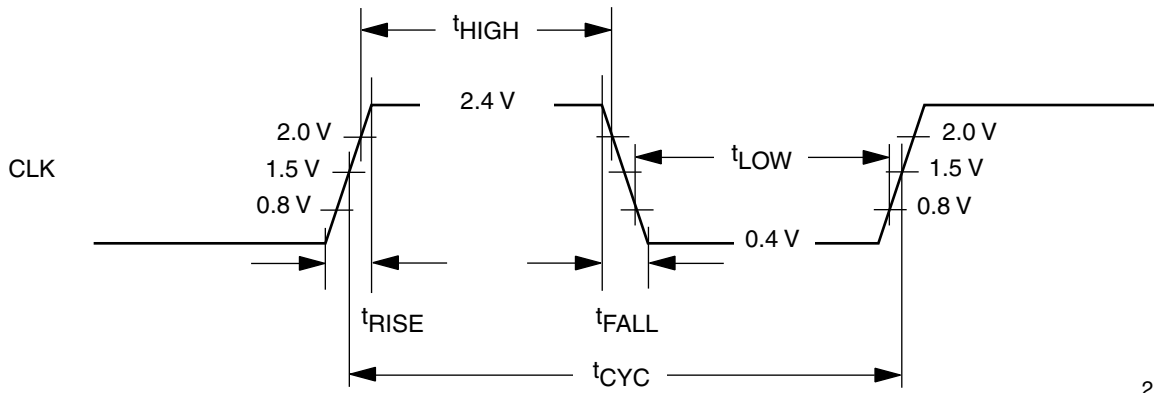 tHIGH
2.4 V
2.0 V
2.0 V
CLK
1.5 V
tLOW
1.5 V
0.8 V
0.8 V
0.4 V
tRISE
tFALL
tCYC
2